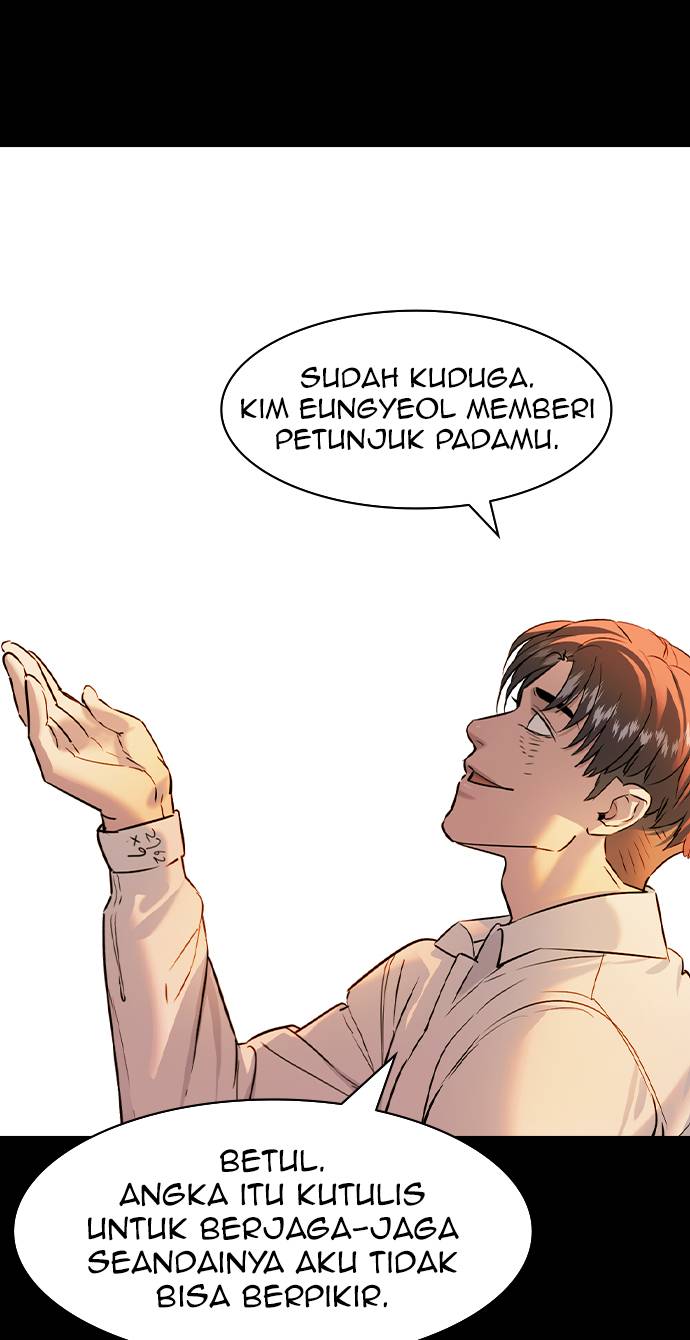 SUDAH KUDUGA.
KIM EUNGYEOL MEMBERI
PETUNJUK PADAMU.
BETUL.
ANGKA ITU KUTULIS
UNTUK BERJAGA-JAGA
SEANDAINYA AKU TIDAK
BISA BERPIKIR.